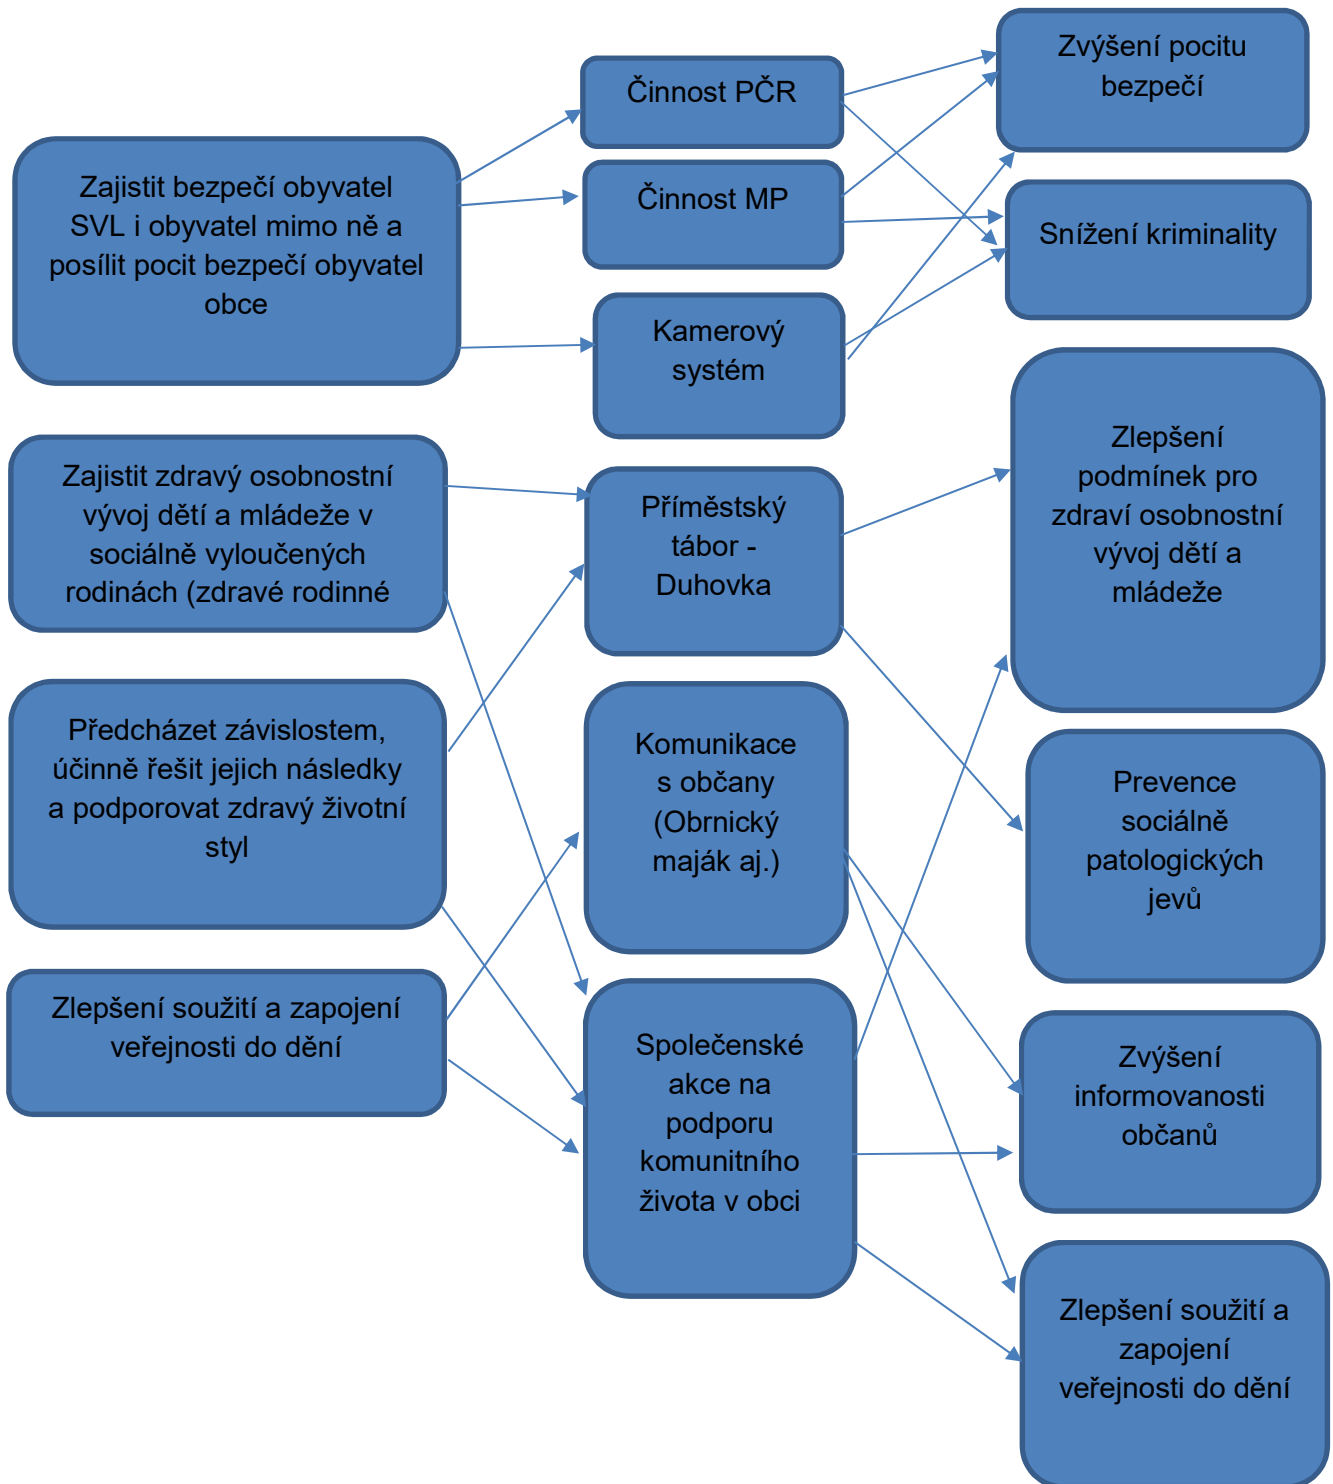 Zajistit bezpečí obyvatel
SVL i obyvatel mimo ně a
posílit pocit bezpečí obyvatel
obce
Zajistit zdravý osobnostní
vývoj dětí a mládeže v
sociálně vyloučených
rodinách (zdravé rodinné
Předcházet závislostem,
účinně řešit jejich následky
a podporovat zdravý životní
styl
Zlepšení soužití a zapojení
veřejnosti do dění
Činnost PČR
Činnost MP
Kamerový
systém
Příměstský
tábor -
Duhovka
Komunikace
s občany
(Obrnický
maják aj.)
Společenské
akce na
podporu
komunitního
života v obci
Zvýšení pocitu
bezpečí
Snížení kriminality
Zlepšení
podmínek pro
zdraví osobnostní
vývoj dětí a
mládeže
Prevence
sociálně
patologických
jevů
Zvýšení
informovanosti
občanů
Zlepšení soužití a
zapojení
veřejnosti do dění